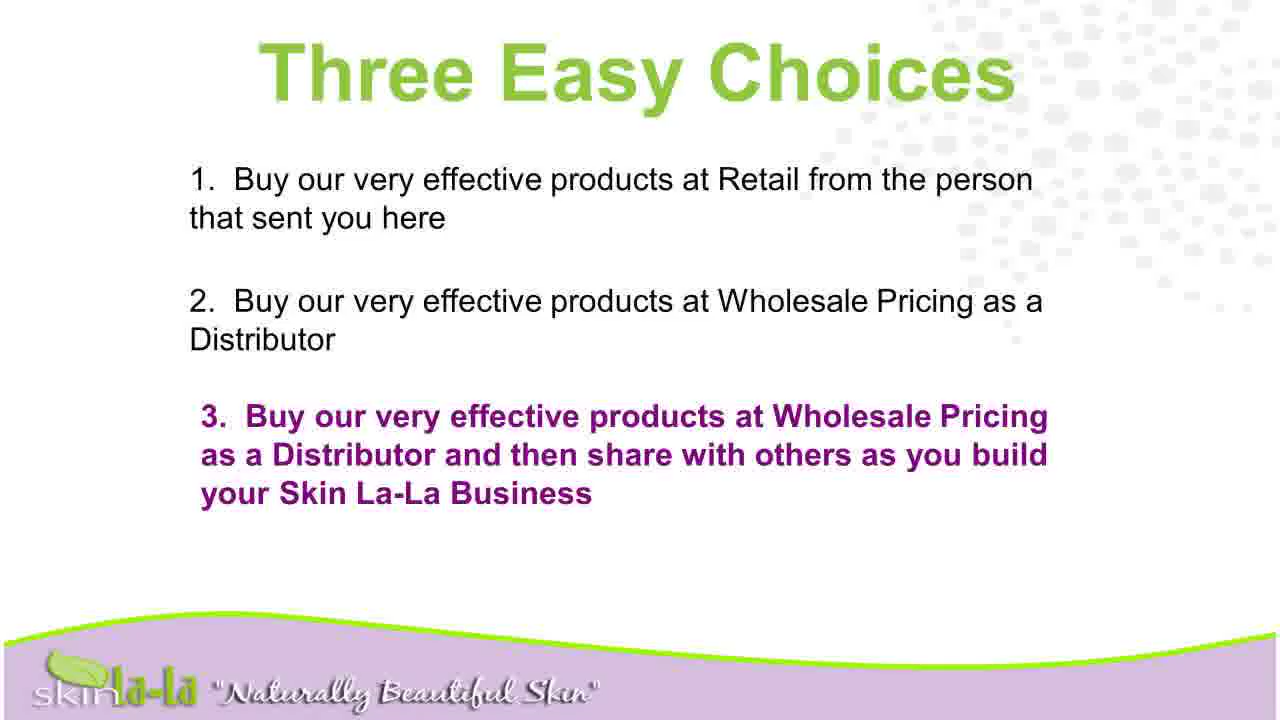 Three Easy Choices
1. Buy our very effective products at Retail from the person
that sent you here
2. Buy our very effective products at Wholesale Pricing as a
Distributor
3. Buy our very effective products at Wholesale Pricing
as a Distributor and then share with others as you build
your Skin La-La Business
skin La-La "Naturally Beautiful Skin"